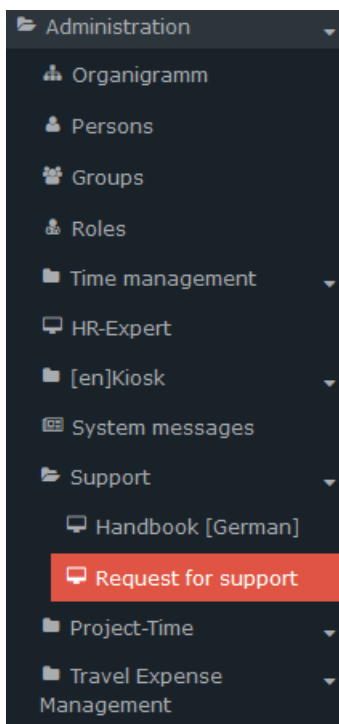 Administration
Organigramm
Persons
Groups
Roles
Time management
HR-Expert
[en]Kiosk
System messages
Support
Handbook [German]
Request for support
Project-Time
Travel Expense
Management